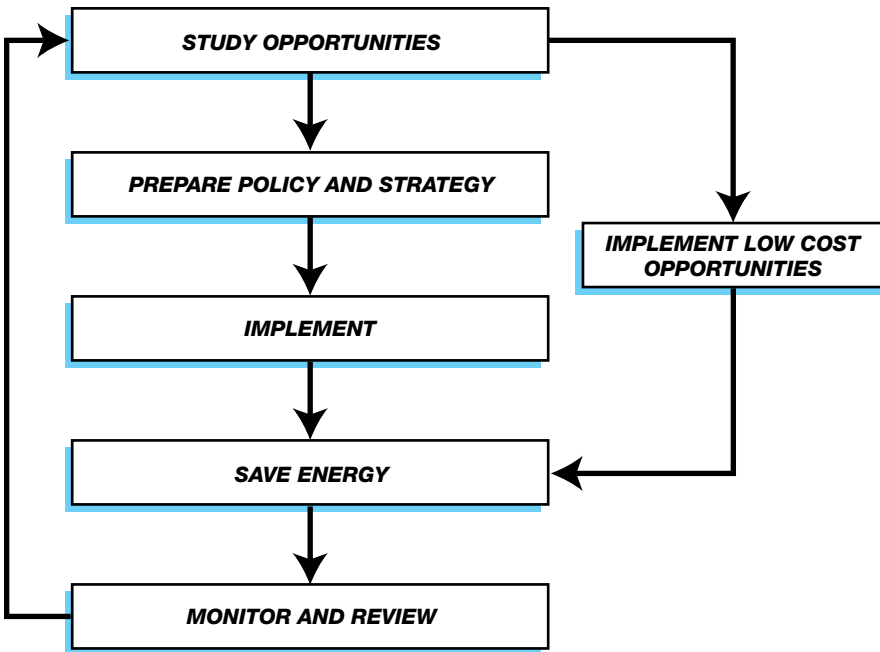 STUDY OPPORTUNITIES
PREPARE POLICY AND STRATEGY
IMPLEMENT LOW COST
OPPORTUNITIES
IMPLEMENT
SAVE ENERGY
MONITOR AND REVIEW